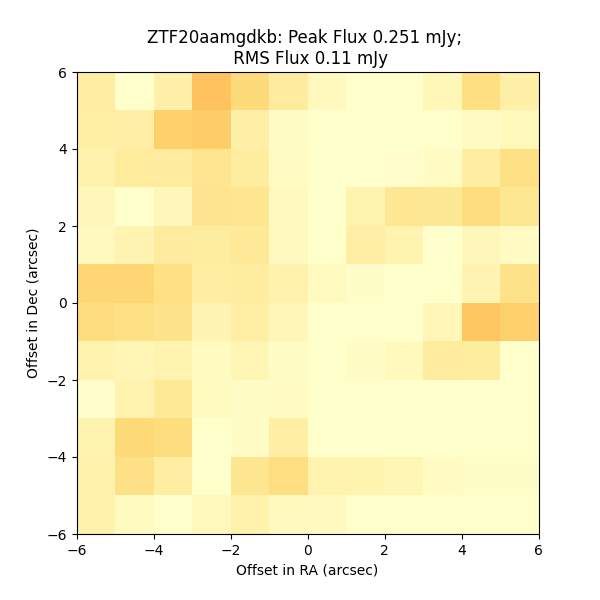 ZTF20aamgdkb: Peak Flux 0.251 mJy;
RMS Flux 0.11 mJy
6
4
2
0
−2
−4
−6
Offset in Dec (arcsec)
−6 −4 −2 0 2 4 6
Offset in RA (arcsec)